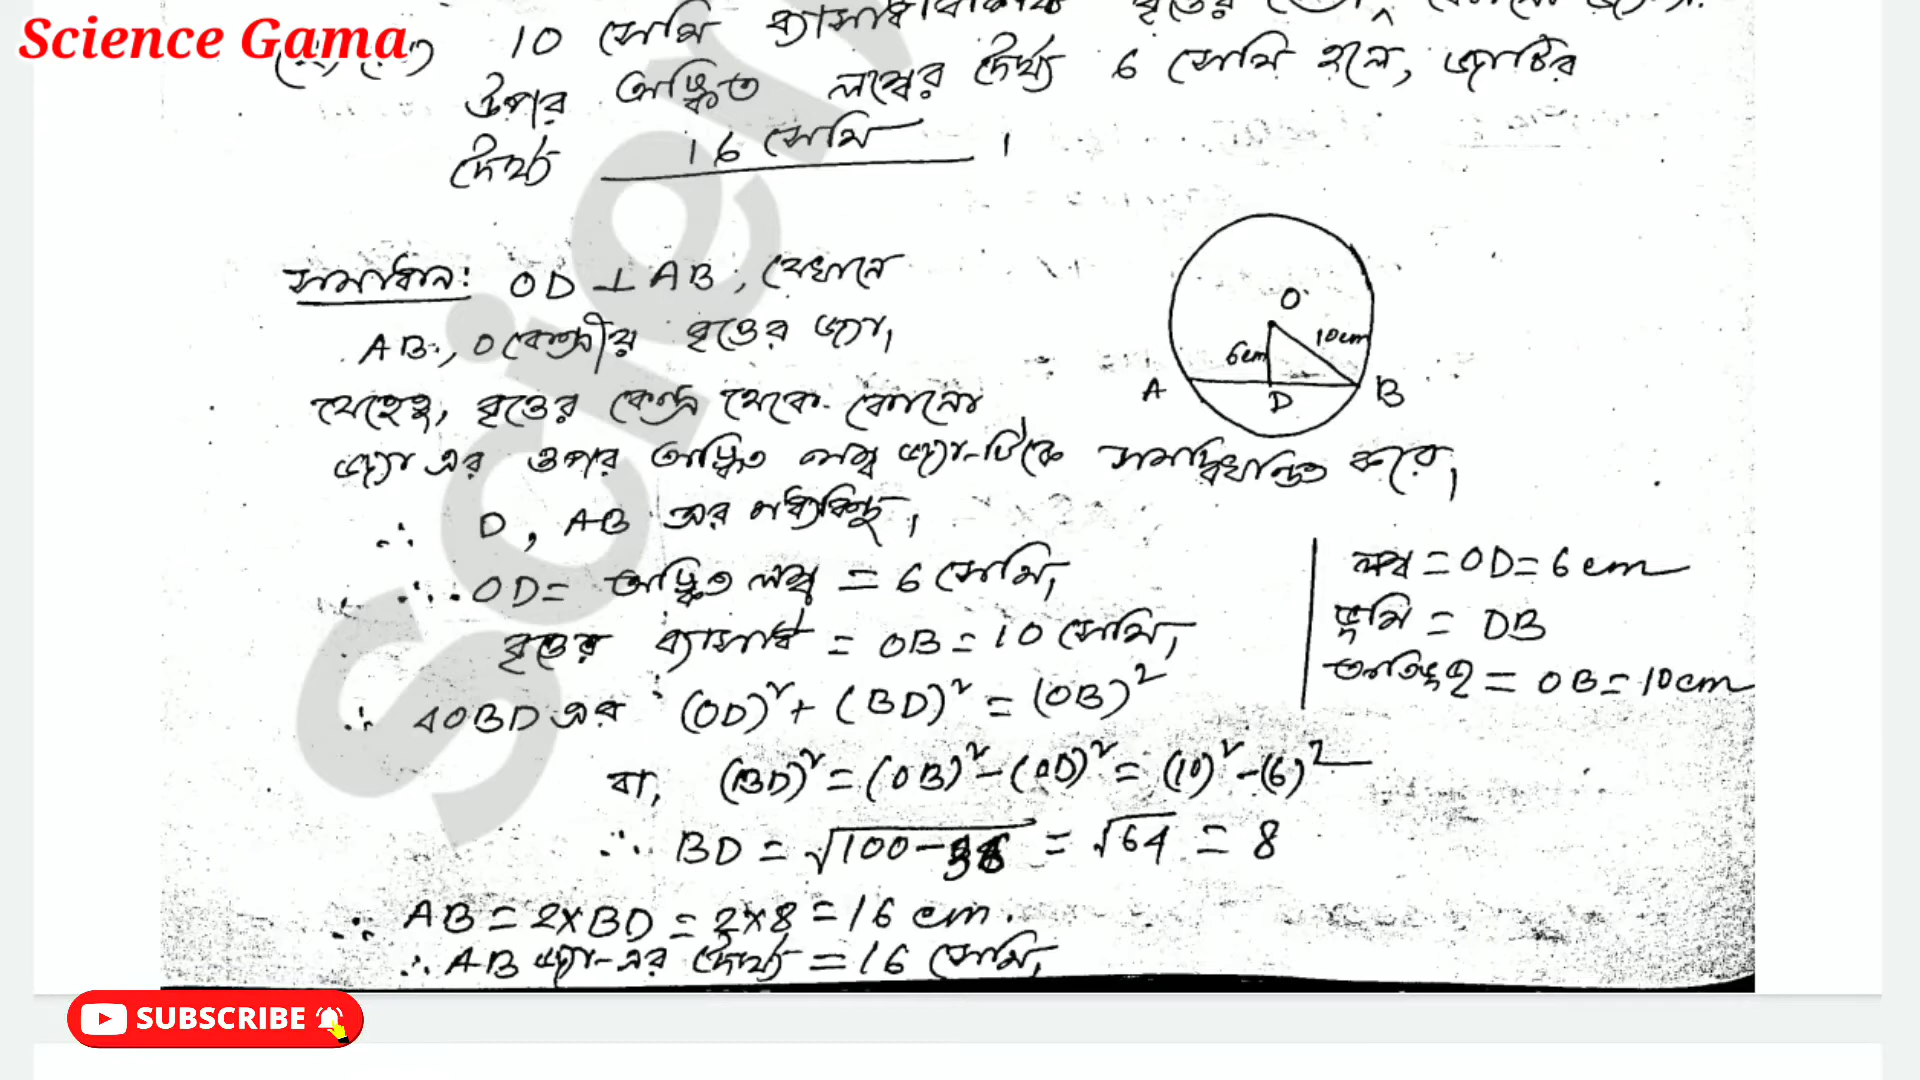 Science Gama
10 সেমি ব্যাসার্ধবিশিষ্ট বৃত্তের
উপর অঙ্কিত লম্বের দৈর্ঘ্য 6 সেমি হলে, জ্যাটির
দৈর্ঘ্য 16 সেমি ।
সমাধান: OD ⊥ AB, যেখানে
AB, O কেন্দ্রীয় বৃত্তের জ্যা,
যেহেতু, বৃত্তের কেন্দ্র থেকে কোনো
জ্যা এর ওপর অঙ্কিত লম্ব জ্যা-টিকে সমদ্বিখন্ডিত করে,
∴ D, AB এর মধ্যবিন্দু,
∴ OD = অঙ্কিত লম্ব = 6 সেমি,
বৃত্তের ব্যাসার্ধ = OB = 10 সেমি,
∴ ΔOBD এর (OD)² + (BD)² = (OB)²
বা, (BD)² = (OB)² - (OD)² = (10)² - (6)²
∴ BD = √100-36 = √64 = 8
∴ AB = 2×BD = 2×8 = 16 cm.
∴ AB জ্যা-এর দৈর্ঘ্য = 16 সেমি,
O
10cm
6cm
A D B
লম্ব = OD = 6 cm
ভূমি = DB
অতিভূজ = OB = 10cm
Scien
SUBSCRIBE